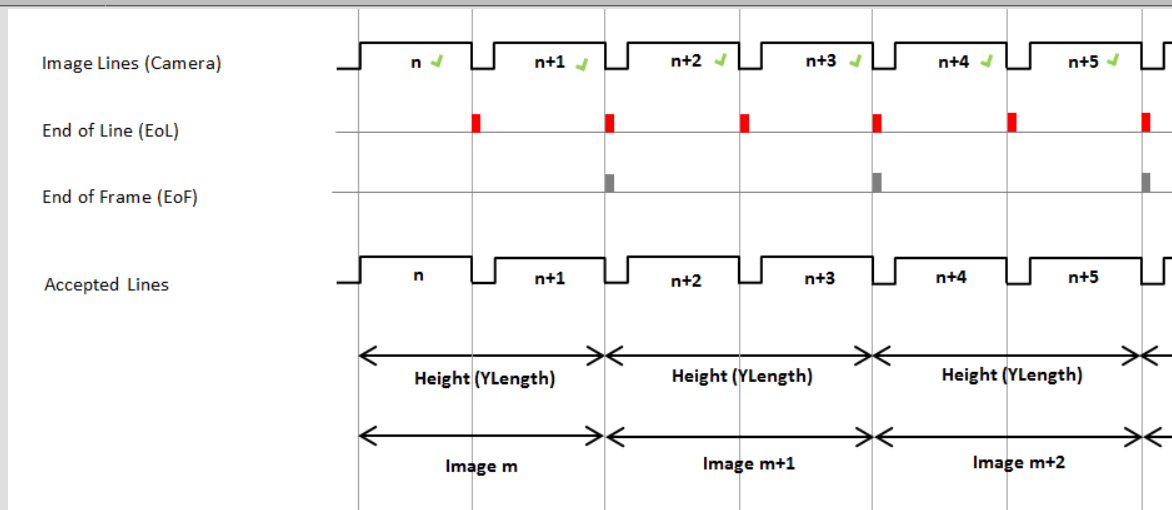 Image Lines (Camera)
n
n+1
n+2
n+3
n+4
n+5
End of Line (EoL)
End of Frame (EoF)
Accepted Lines
n
n+1
n+2
n+3
n+4
n+5
Height (YLength)
Height (YLength)
Height (YLength)
Image m
Image m+1
Image m+2